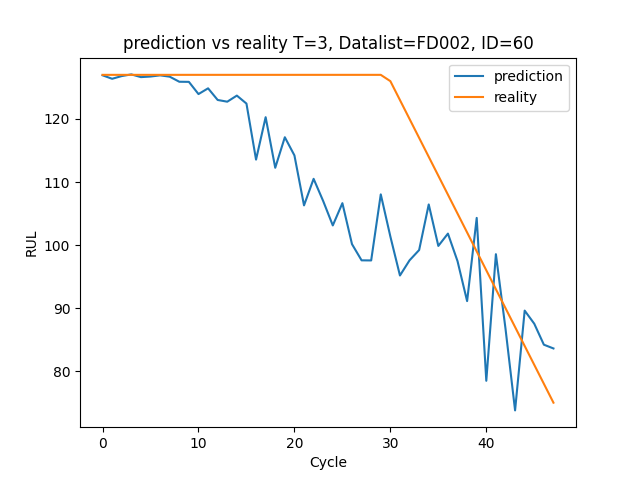 prediction vs reality T=3, Datalist=FD002, ID=60
prediction
reality
120
110
100
90
80
RUL
0 10 20 30 40
Cycle